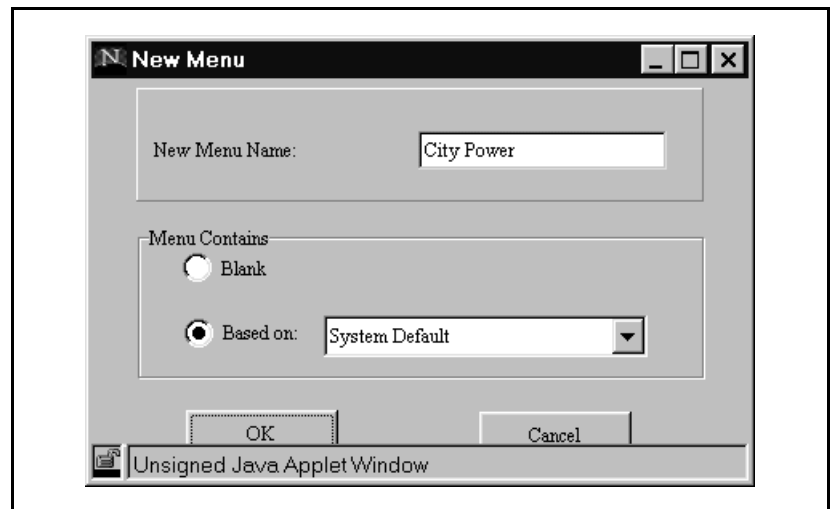 N New Menu
New Menu Name: City Power
Menu Contains
Blank
Based on: System Default
OK Cancel
Unsigned Java Applet Window